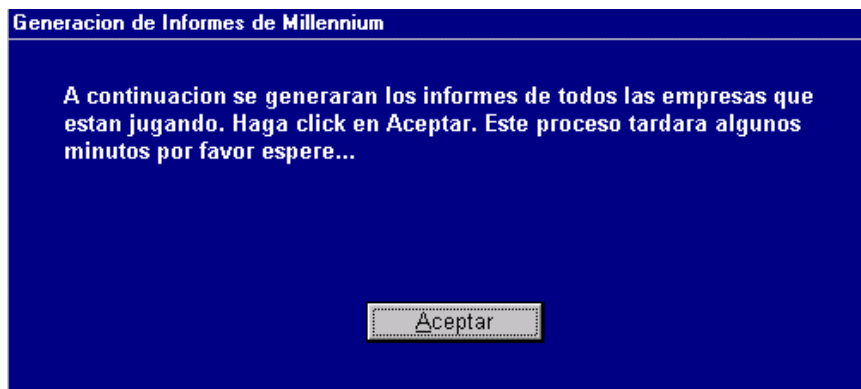 Generacion de Informes de Millennium
A continuacion se generaran los informes de todos las empresas que
estan jugando. Haga click en Aceptar. Este proceso tardara algunos
minutos por favor espere...
Aceptar